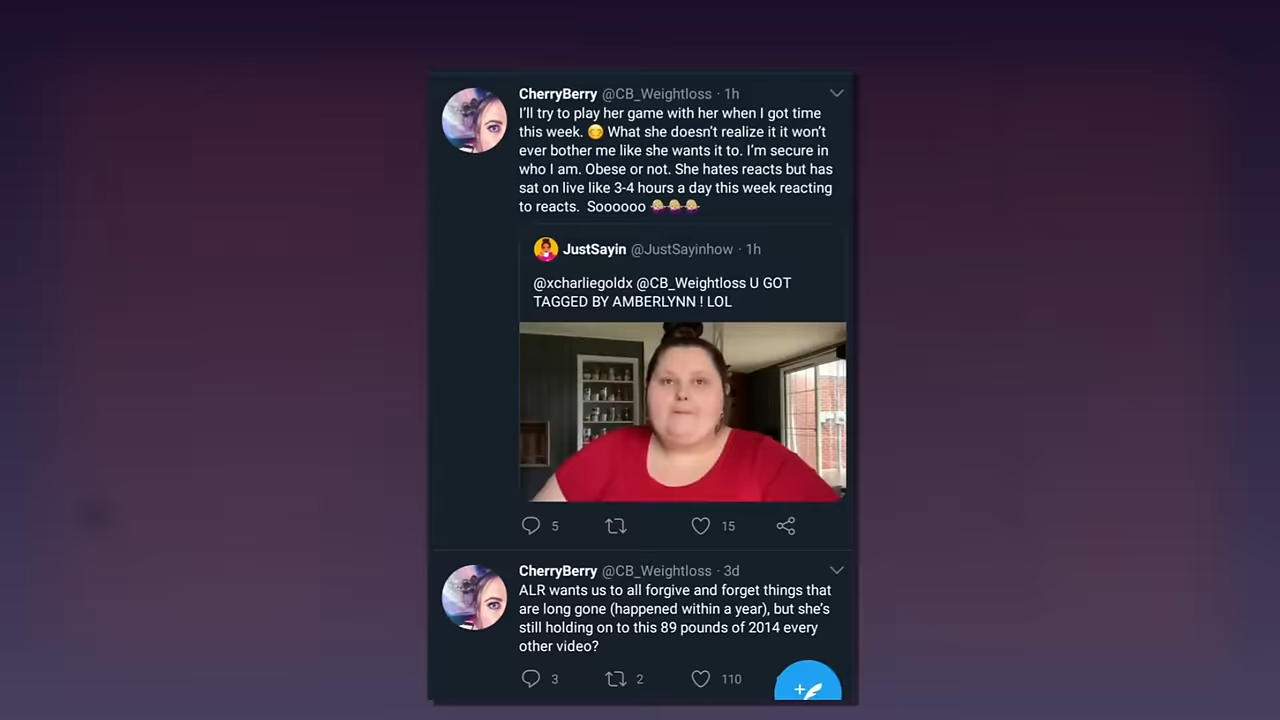 CherryBerry @CB_Weightloss · 1h
I'll try to play her game with her when I got time
this week. 😊 What she doesn't realize it it won't
ever bother me like she wants it to. I'm secure in
who I am. Obese or not. She hates reacts but has
sat on live like 3-4 hours a day this week reacting
to reacts. Soooooo 🤷🏼‍♀️🤷🏼‍♀️🤷🏼‍♀️
JustSayin @JustSayinhow · 1h
@xcharliegoldx @CB_Weightloss U GOT
TAGGED BY AMBERLYNN ! LOL
5 15
CherryBerry @CB_Weightloss · 3d
ALR wants us to all forgive and forget things that
are long gone (happened within a year), but she's
still holding on to this 89 pounds of 2014 every
other video?
3 2 110